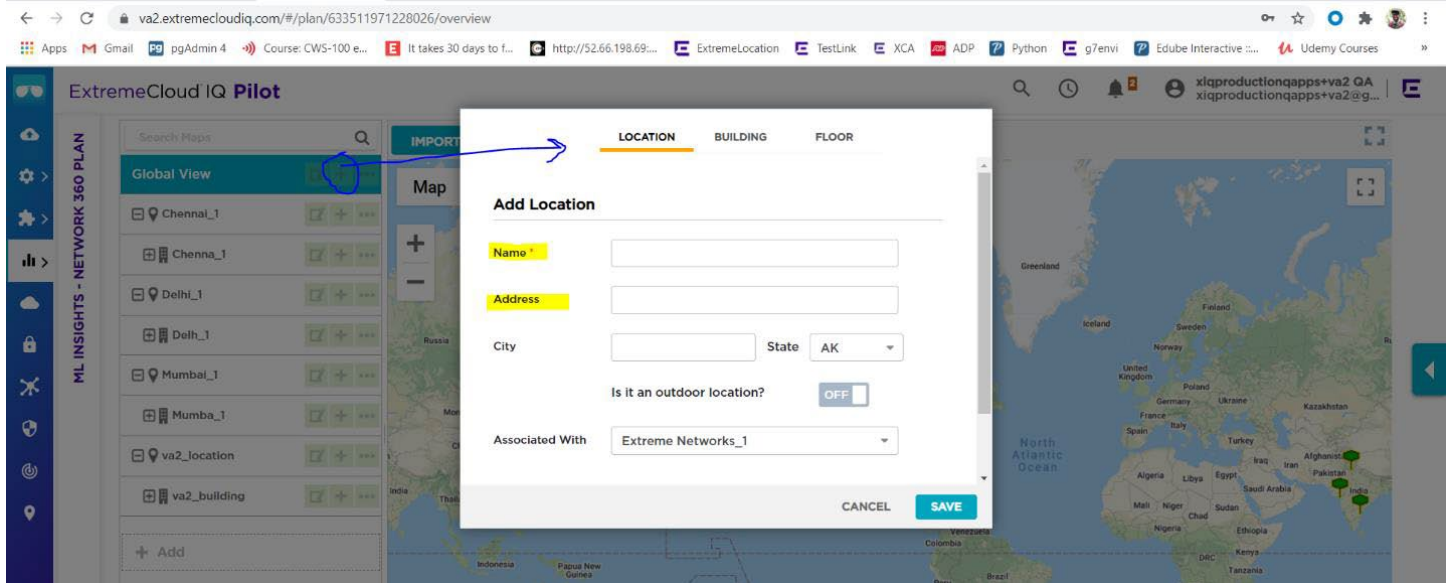 va2.extremecloudiq.com/#/plan/633511971228026/overview
Apps Gmail pgAdmin 4 Course: CWS-100 e... It takes 30 days to f... http://52.66.198.69:... ExtremeLocation TestLink XCA ADP Python g7envi Edube Interactive ::... Udemy Courses »
ExtremeCloud IQ Pilot
2
xiqproductionqapps+va2 QA
xiqproductionqapps+va2@g...
ML INSIGHTS - NETWORK 360 PLAN
Search Maps
IMPORT
Global View
Chennai_1
Chenna_1
Delhi_1
Delh_1
Mumbai_1
Mumba_1
va2_location
va2_building
+ Add
Map
LOCATION BUILDING FLOOR
Add Location
Name *
Address
City
State AK
Is it an outdoor location? OFF
Associated With Extreme Networks_1
CANCEL SAVE
Russia
India
Indonesia
Papua New
Guinea
Greenland
Iceland
Finland
Sweden
Norway
United
Kingdom
Poland
Germany Ukraine
Kazakhstan
France
Italy
Spain
Turkey
North
Atlantic
Ocean
Iraq Iran
Pakistan
Algeria Libya Egypt
Saudi Arabia
India
Mali Niger
Chad Sudan
Nigeria
Ethiopia
Venezuela
Colombia
DRC Kenya
Tanzania
Brazil